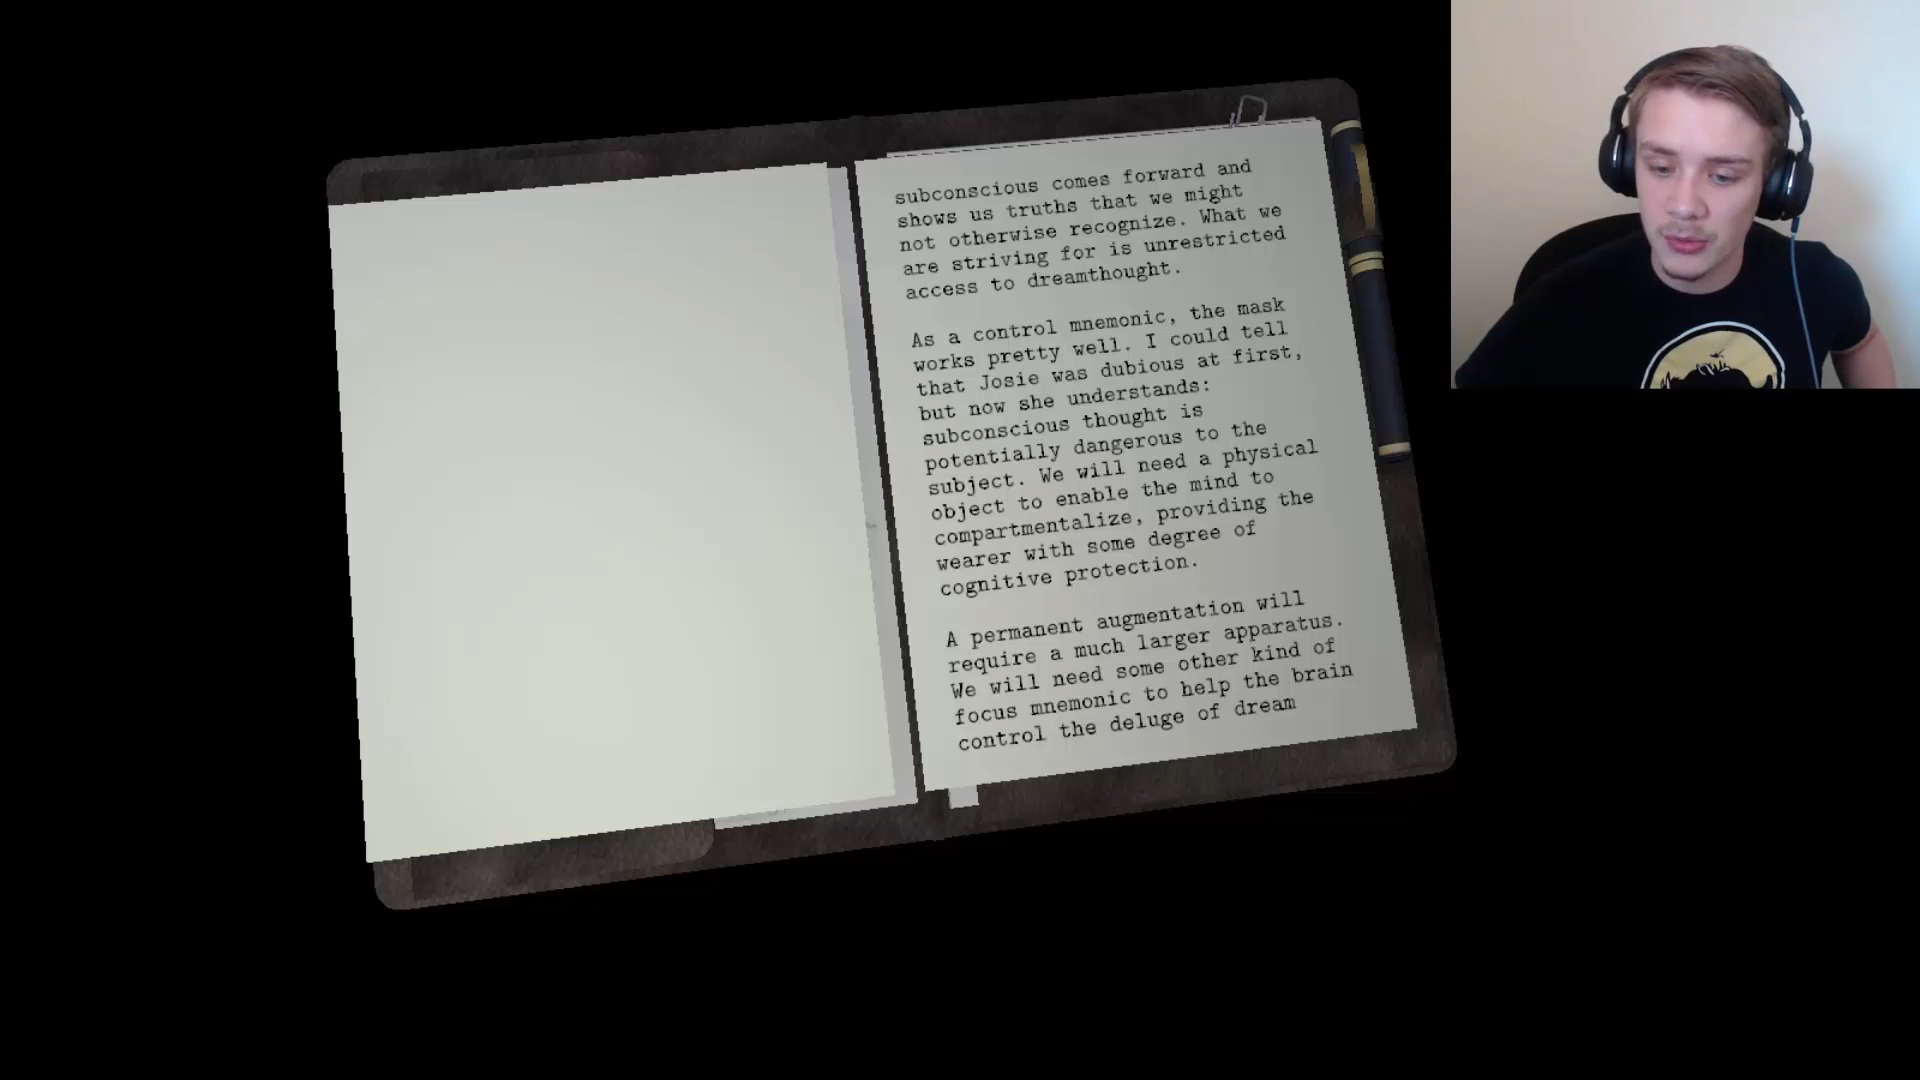 subconscious comes forward and
shows us truths that we might
not otherwise recognize. What we
are striving for is unrestricted
access to dreamthought.
As a control mnemonic, the mask
works pretty well. I could tell
that Josie was dubious at first,
but now she understands:
subconscious thought is
potentially dangerous to the
subject. We will need a physical
object to enable the mind to
compartmentalize, providing the
wearer with some degree of
cognitive protection.
A permanent augmentation will
require a much larger apparatus.
We will need some other kind of
focus mnemonic to help the brain
control the deluge of dream